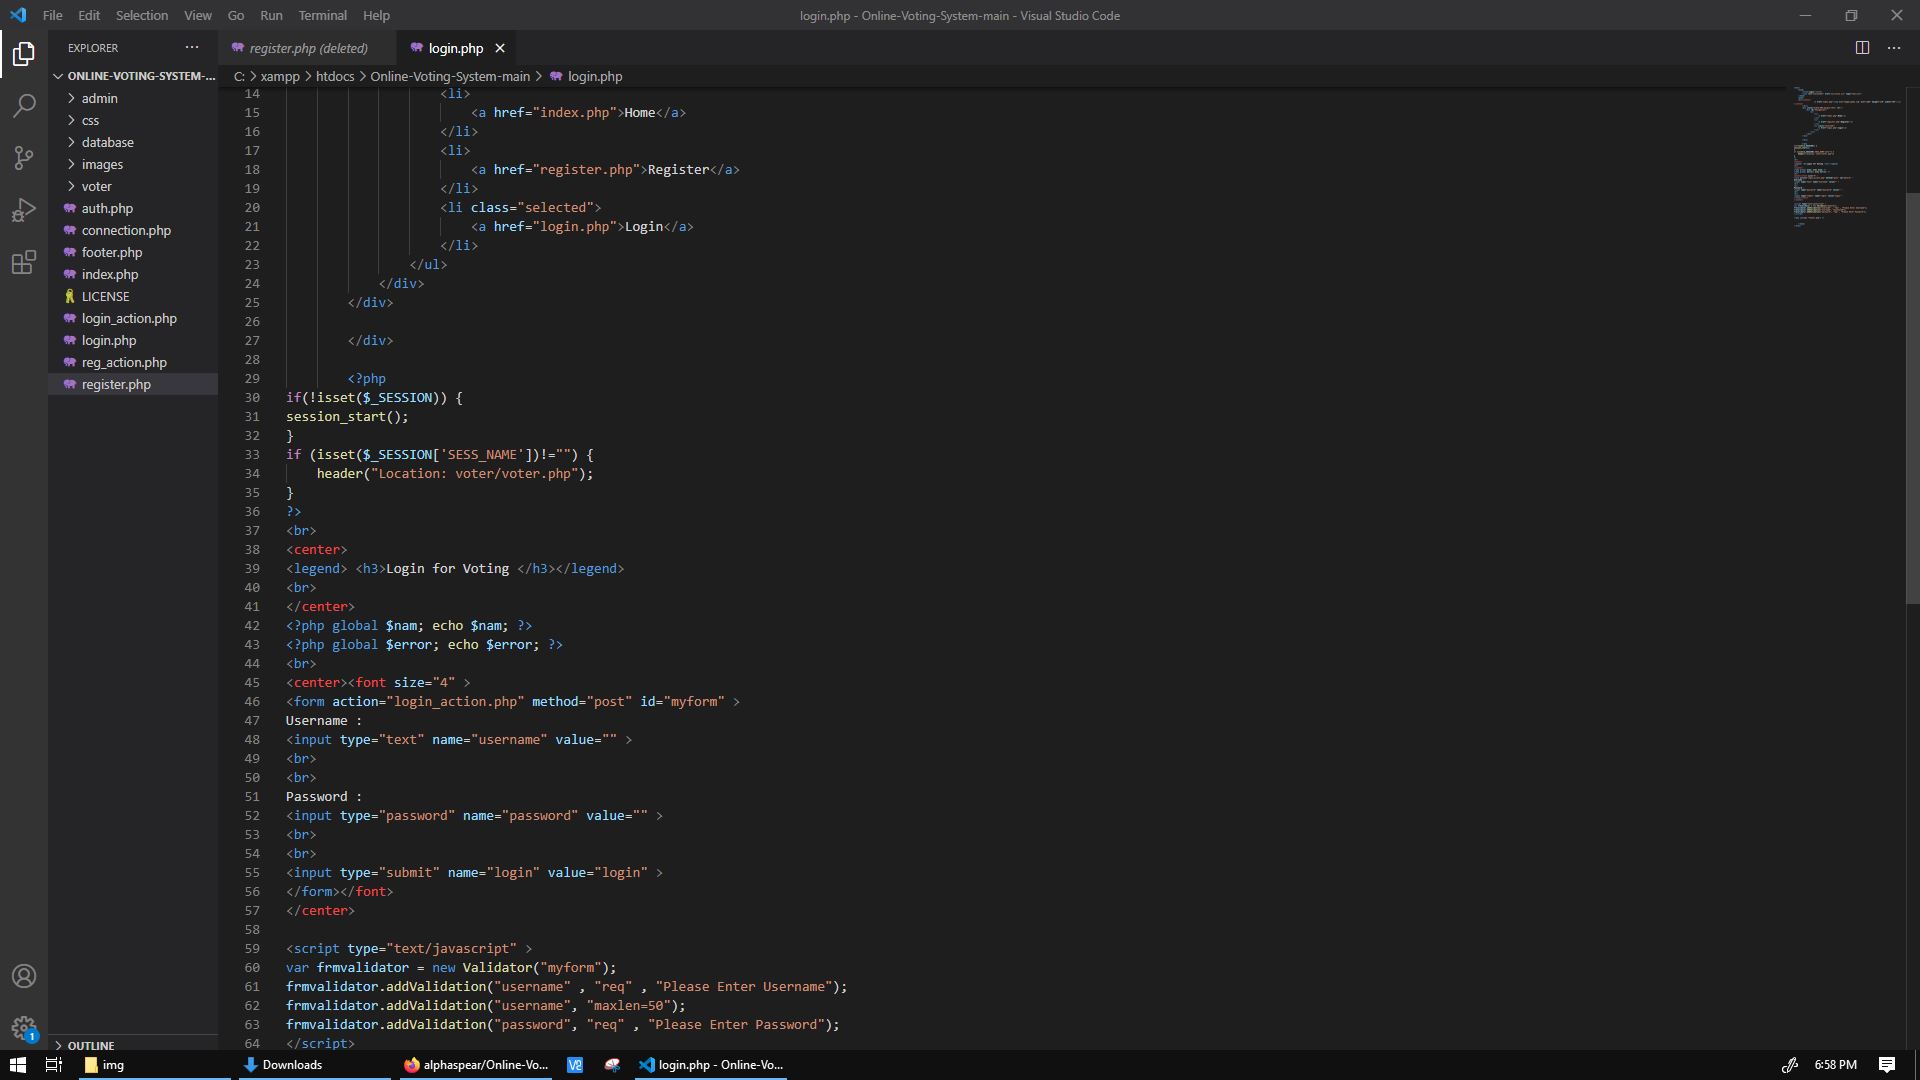 File Edit Selection View Go Run Terminal Help
login.php - Online-Voting-System-main - Visual Studio Code
EXPLORER
register.php (deleted)
login.php
ONLINE-VOTING-SYSTEM-...
C: > xampp > htdocs > Online-Voting-System-main > login.php
admin
css
database
images
voter
auth.php
connection.php
footer.php
index.php
LICENSE
login_action.php
login.php
reg_action.php
register.php
OUTLINE
14 <li>
15 <a href="index.php">Home</a>
16 </li>
17 <li>
18 <a href="register.php">Register</a>
19 </li>
20 <li class="selected">
21 <a href="login.php">Login</a>
22 </li>
23 </ul>
24 </div>
25 </div>
26
27 </div>
28
29 <?php
30 if(!isset($_SESSION)) {
31 session_start();
32 }
33 if (isset($_SESSION['SESS_NAME'])!="") {
34 header("Location: voter/voter.php");
35 }
36 ?>
37 <br>
38 <center>
39 <legend> <h3>Login for Voting </h3></legend>
40 <br>
41 </center>
42 <?php global $nam; echo $nam; ?>
43 <?php global $error; echo $error; ?>
44 <br>
45 <center><font size="4" >
46 <form action="login_action.php" method="post" id="myform" >
47 Username :
48 <input type="text" name="username" value="" >
49 <br>
50 <br>
51 Password :
52 <input type="password" name="password" value="" >
53 <br>
54 <br>
55 <input type="submit" name="login" value="login" >
56 </form></font>
57 </center>
58
59 <script type="text/javascript" >
60 var frmvalidator = new Validator("myform");
61 frmvalidator.addValidation("username" , "req" , "Please Enter Username");
62 frmvalidator.addValidation("username", "maxlen=50");
63 frmvalidator.addValidation("password", "req" , "Please Enter Password");
64 </script>
1
img
Downloads
alphaspear/Online-Vo...
login.php - Online-Vo...
6:58 PM